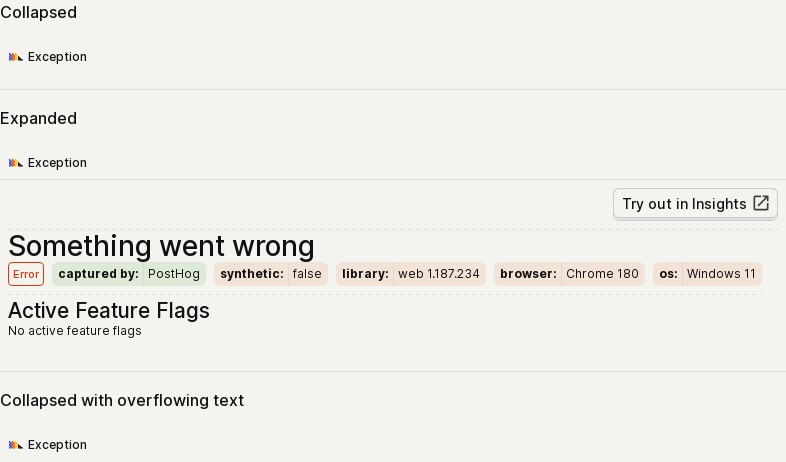 Collapsed
Exception
Expanded
Exception
Try out in Insights
Something went wrong
Error captured by: PostHog synthetic: false library: web 1.187.234 browser: Chrome 180 os: Windows 11
Active Feature Flags
No active feature flags
Collapsed with overflowing text
Exception